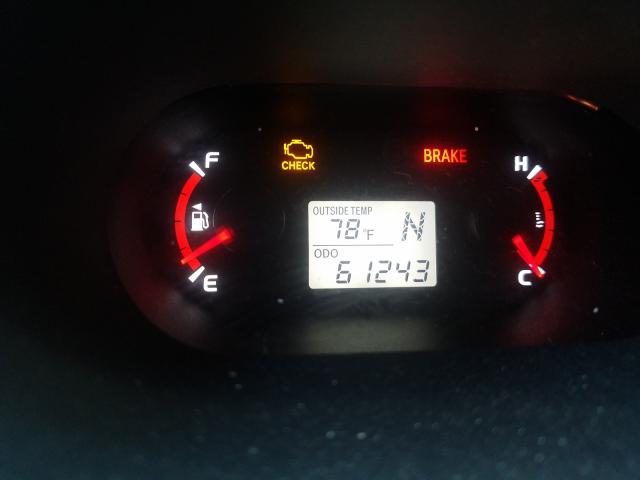 F
CHECK
BRAKE
H
OUTSIDE TEMP
78°F N
ODO
61243
E
C